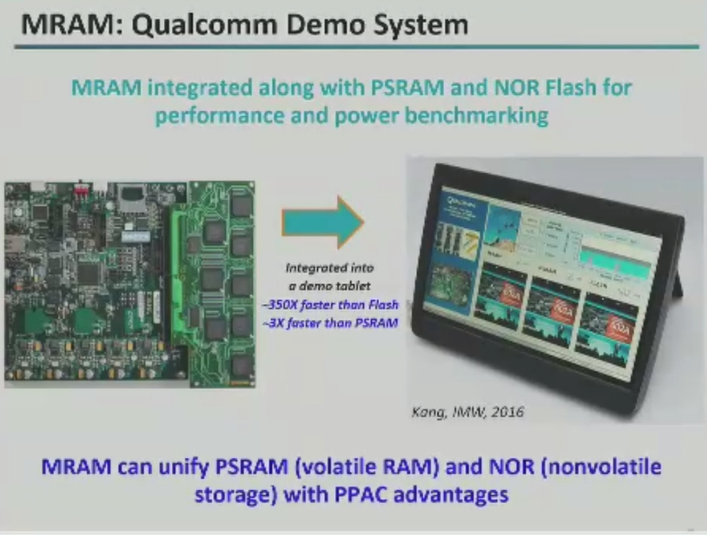 MRAM: Qualcomm Demo System
MRAM integrated along with PSRAM and NOR Flash for
performance and power benchmarking
Integrated into
a demo tablet
~350X faster than Flash
~3X faster than PSRAM
Kang, IMW, 2016
MRAM can unify PSRAM (volatile RAM) and NOR (nonvolatile
storage) with PPAC advantages